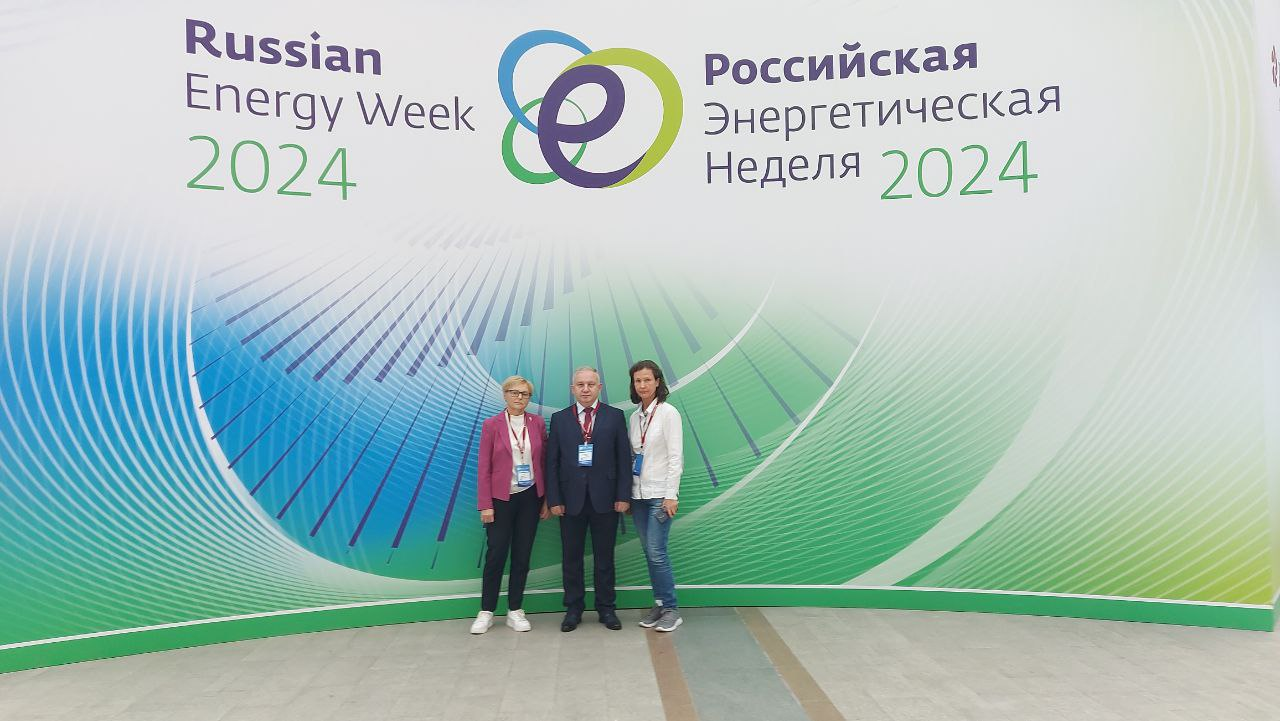 Russian
Energy Week
2024
e
Российская
Энергетическая
Неделя 2024